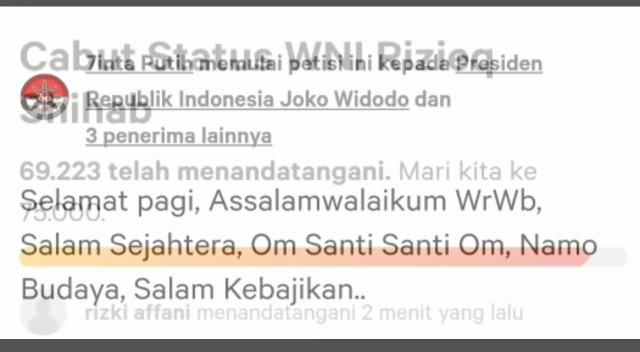 Cabut Status WNI Rizieq
Shihab
7inta Putih memulai petisi ini kepada Presiden
Republik Indonesia Joko Widodo dan
3 penerima lainnya
69.223 telah menandatangani. Mari kita ke
75.000.
Selamat pagi, Assalamwalaikum WrWb,
Salam Sejahtera, Om Santi Santi Om, Namo
Budaya, Salam Kebajikan..
rizki affani menandatangani 2 menit yang lalu